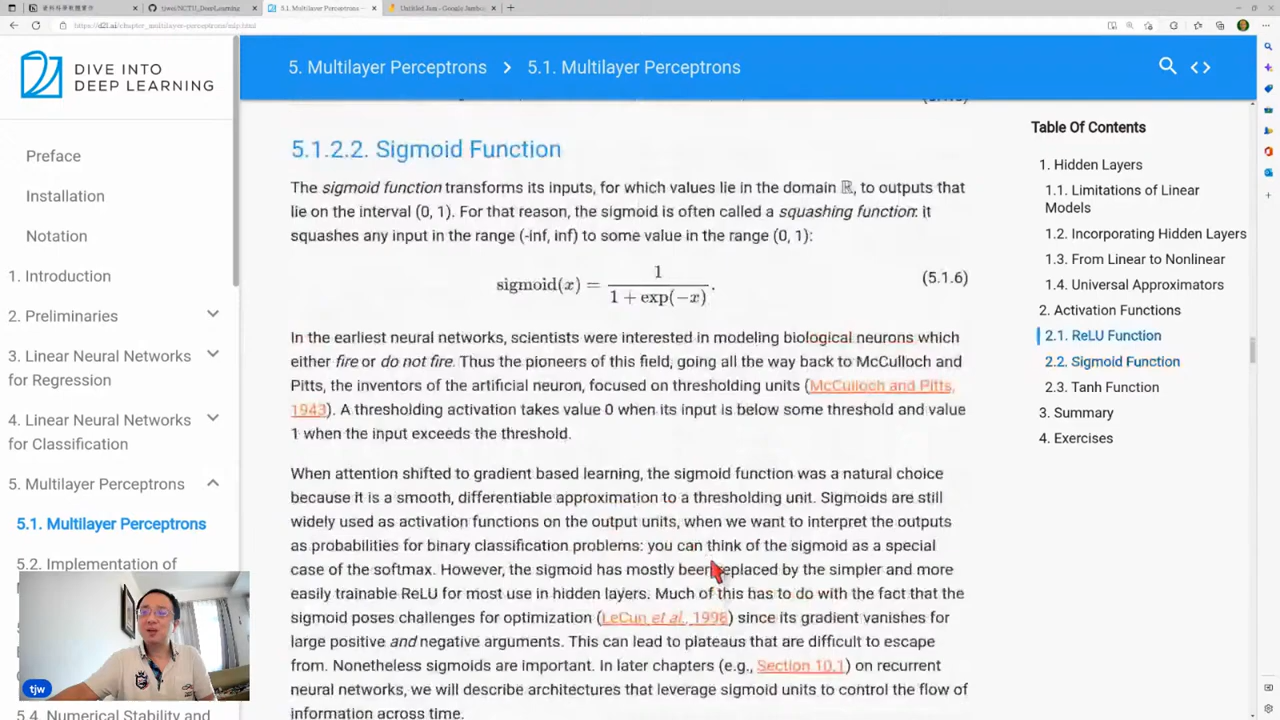 tjwei/NCTU_DeepLearning
5.1. Multilayer Perceptrons —
Untitled Jam - Google Jamboard
https://d2l.ai/chapter_multilayer-perceptrons/mlp.html
DIVE INTO
DEEP LEARNING
5. Multilayer Perceptrons
5.1. Multilayer Perceptrons
Preface
Installation
Notation
1. Introduction
2. Preliminaries
3. Linear Neural Networks
for Regression
4. Linear Neural Networks
for Classification
5. Multilayer Perceptrons
5.1. Multilayer Perceptrons
5.2. Implementation of
5.4. Numerical Stability and
tjw
5.1.2.2. Sigmoid Function
The sigmoid function transforms its inputs, for which values lie in the domain ℝ, to outputs that
lie on the interval (0, 1). For that reason, the sigmoid is often called a squashing function: it
squashes any input in the range (-inf, inf) to some value in the range (0, 1):
sigmoid(x) = 1 / (1 + exp(−x)). (5.1.6)
In the earliest neural networks, scientists were interested in modeling biological neurons which
either fire or do not fire. Thus the pioneers of this field, going all the way back to McCulloch and
Pitts, the inventors of the artificial neuron, focused on thresholding units (McCulloch and Pitts,
1943). A thresholding activation takes value 0 when its input is below some threshold and value
1 when the input exceeds the threshold.
When attention shifted to gradient based learning, the sigmoid function was a natural choice
because it is a smooth, differentiable approximation to a thresholding unit. Sigmoids are still
widely used as activation functions on the output units, when we want to interpret the outputs
as probabilities for binary classification problems: you can think of the sigmoid as a special
case of the softmax. However, the sigmoid has mostly been replaced by the simpler and more
easily trainable ReLU for most use in hidden layers. Much of this has to do with the fact that the
sigmoid poses challenges for optimization (LeCun et al., 1998) since its gradient vanishes for
large positive and negative arguments. This can lead to plateaus that are difficult to escape
from. Nonetheless sigmoids are important. In later chapters (e.g., Section 10.1) on recurrent
neural networks, we will describe architectures that leverage sigmoid units to control the flow of
information across time.
Table Of Contents
1. Hidden Layers
1.1. Limitations of Linear
Models
1.2. Incorporating Hidden Layers
1.3. From Linear to Nonlinear
1.4. Universal Approximators
2. Activation Functions
2.1. ReLU Function
2.2. Sigmoid Function
2.3. Tanh Function
3. Summary
4. Exercises